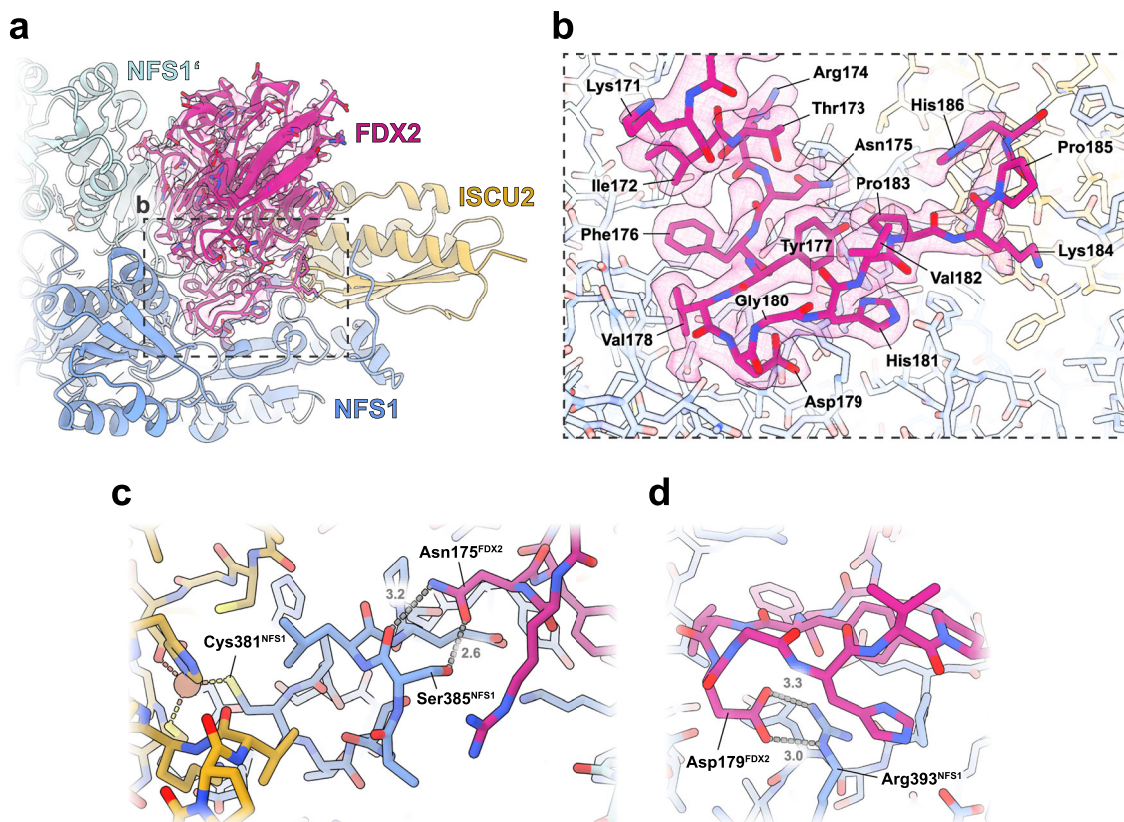 a
NFS1‘
FDX2
ISCU2
b
NFS1
b
Lys171
Arg174
Thr173
His186
Asn175
Pro185
Ile172
Pro183
Phe176
Tyr177
Lys184
Val182
Gly180
Val178
His181
Asp179
c
Asn175FDX2
3.2
Cys381NFS1
2.6
Ser385NFS1
d
3.3
Asp179FDX2
3.0
Arg393NFS1